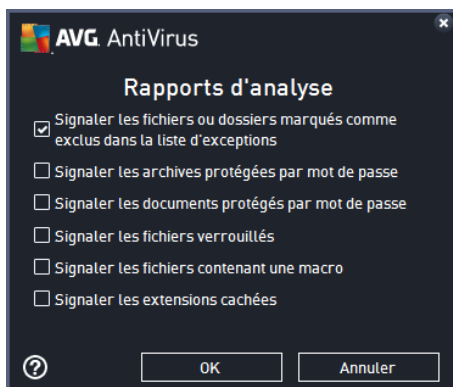 AVG AntiVirus
Rapports d'analyse
Signaler les fichiers ou dossiers marqués comme
exclus dans la liste d'exceptions
Signaler les archives protégées par mot de passe
Signaler les documents protégés par mot de passe
Signaler les fichiers verrouillés
Signaler les fichiers contenant une macro
Signaler les extensions cachées
?
OK
Annuler